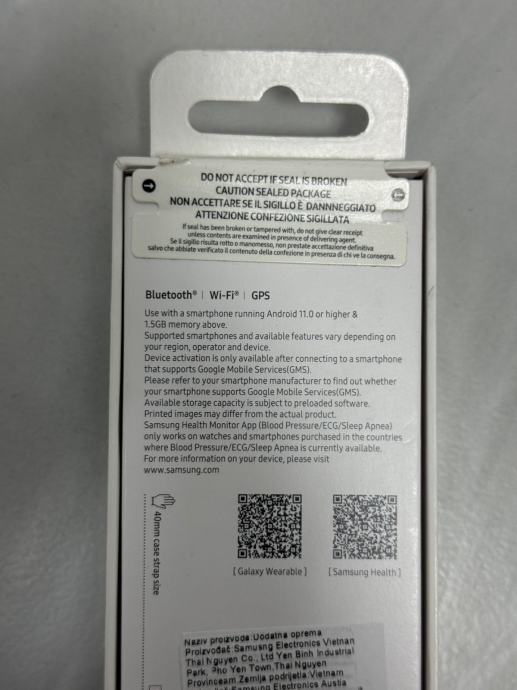 DO NOT ACCEPT IF SEAL IS BROKEN
CAUTION SEALED PACKAGE
NON ACCETTARE SE IL SIGILLO È DANNNEGGIATO
ATTENZIONE CONFEZIONE SIGILLATA
If seal has been broken or tampered with, do not give clear receipt
unless contents are examined in presence of delivering agent.
Se il sigillo risulta rotto o manomesso, non prestate accettazione definitiva
salvo che abbiate verificato il contenuto della confezione in presenza di chi ve la consegna.
Bluetooth® | Wi-Fi® | GPS
Use with a smartphone running Android 11.0 or higher &
1.5GB memory above.
Supported smartphones and available features vary depending on
your region, operator and device.
Device activation is only available after connecting to a smartphone
that supports Google Mobile Services(GMS).
Please refer to your smartphone manufacturer to find out whether
your smartphone supports Google Mobile Services(GMS).
Available storage capacity is subject to preloaded software.
Printed images may differ from the actual product.
Samsung Health Monitor App (Blood Pressure/ECG/Sleep Apnea)
only works on watches and smartphones purchased in the countries
where Blood Pressure/ECG/Sleep Apnea is currently available.
For more information on your device, please visit
www.samsung.com
40mm case strap size
[ Galaxy Wearable ]
[ Samsung Health ]
Naziv proizvoda:Dodatna oprema
Proizvođač:Samusng Electronics Vietnan
Thai Nguyen Co., Ltd Yen Binh Industrial
Park, Pho Yen Town,Thai Nguyen
Provinceam Zemlja podrijetla:Vietnam
Samsung Electronics Austia